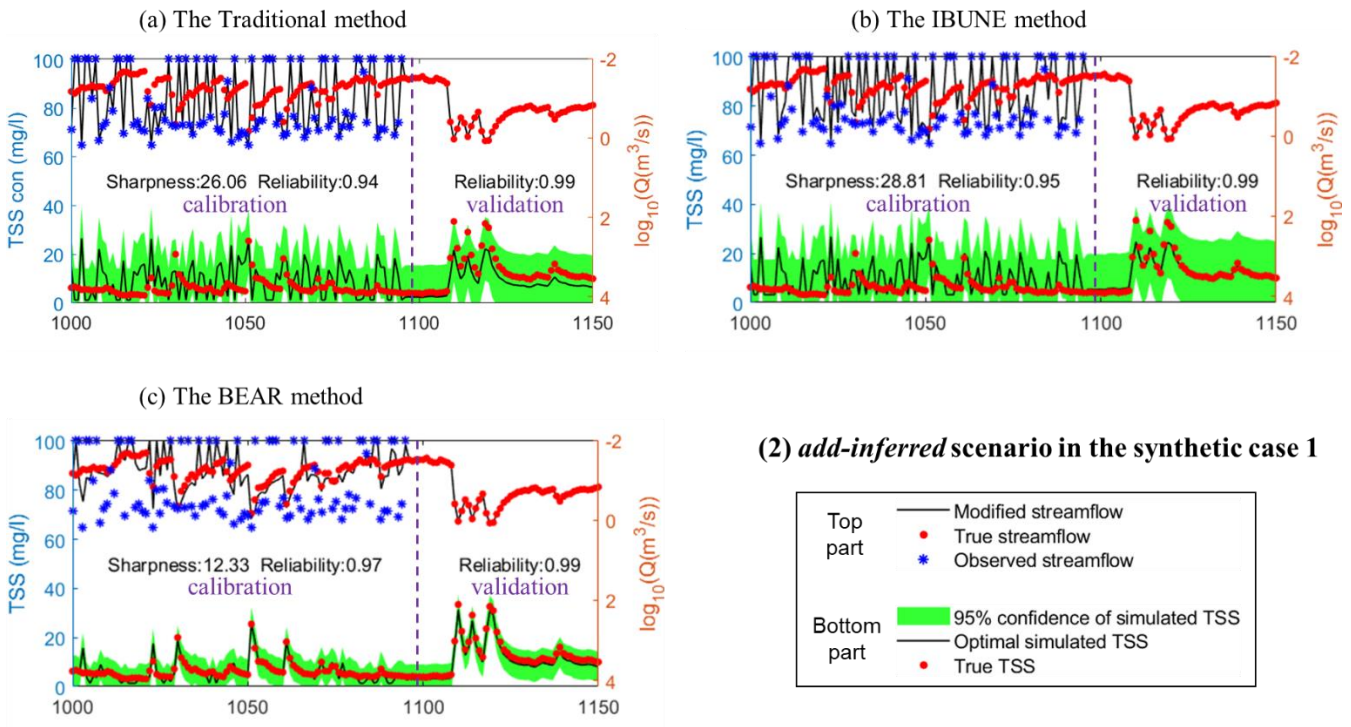 (a) The Traditional method
100
80
60
40
20
0
TSS con (mg/l)
-2
0
2
4
log10(Q(m³/s))
Sharpness:26.06 Reliability:0.94
calibration
Reliability:0.99
validation
1000
1050
1100
1150
(b) The IBUNE method
100
80
60
40
20
0
TSS (mg/l)
-2
0
2
4
log10(Q(m³/s))
Sharpness:28.81 Reliability:0.95
calibration
Reliability:0.99
validation
1000
1050
1100
1150
(c) The BEAR method
100
80
60
40
20
0
TSS (mg/l)
-2
0
2
4
log10(Q(m³/s))
Sharpness:12.33 Reliability:0.97
calibration
Reliability:0.99
validation
1000
1050
1100
1150
(2) add-inferred scenario in the synthetic case 1
Top
part
Modified streamflow
True streamflow
Observed streamflow
Bottom
part
95% confidence of simulated TSS
Optimal simulated TSS
True TSS